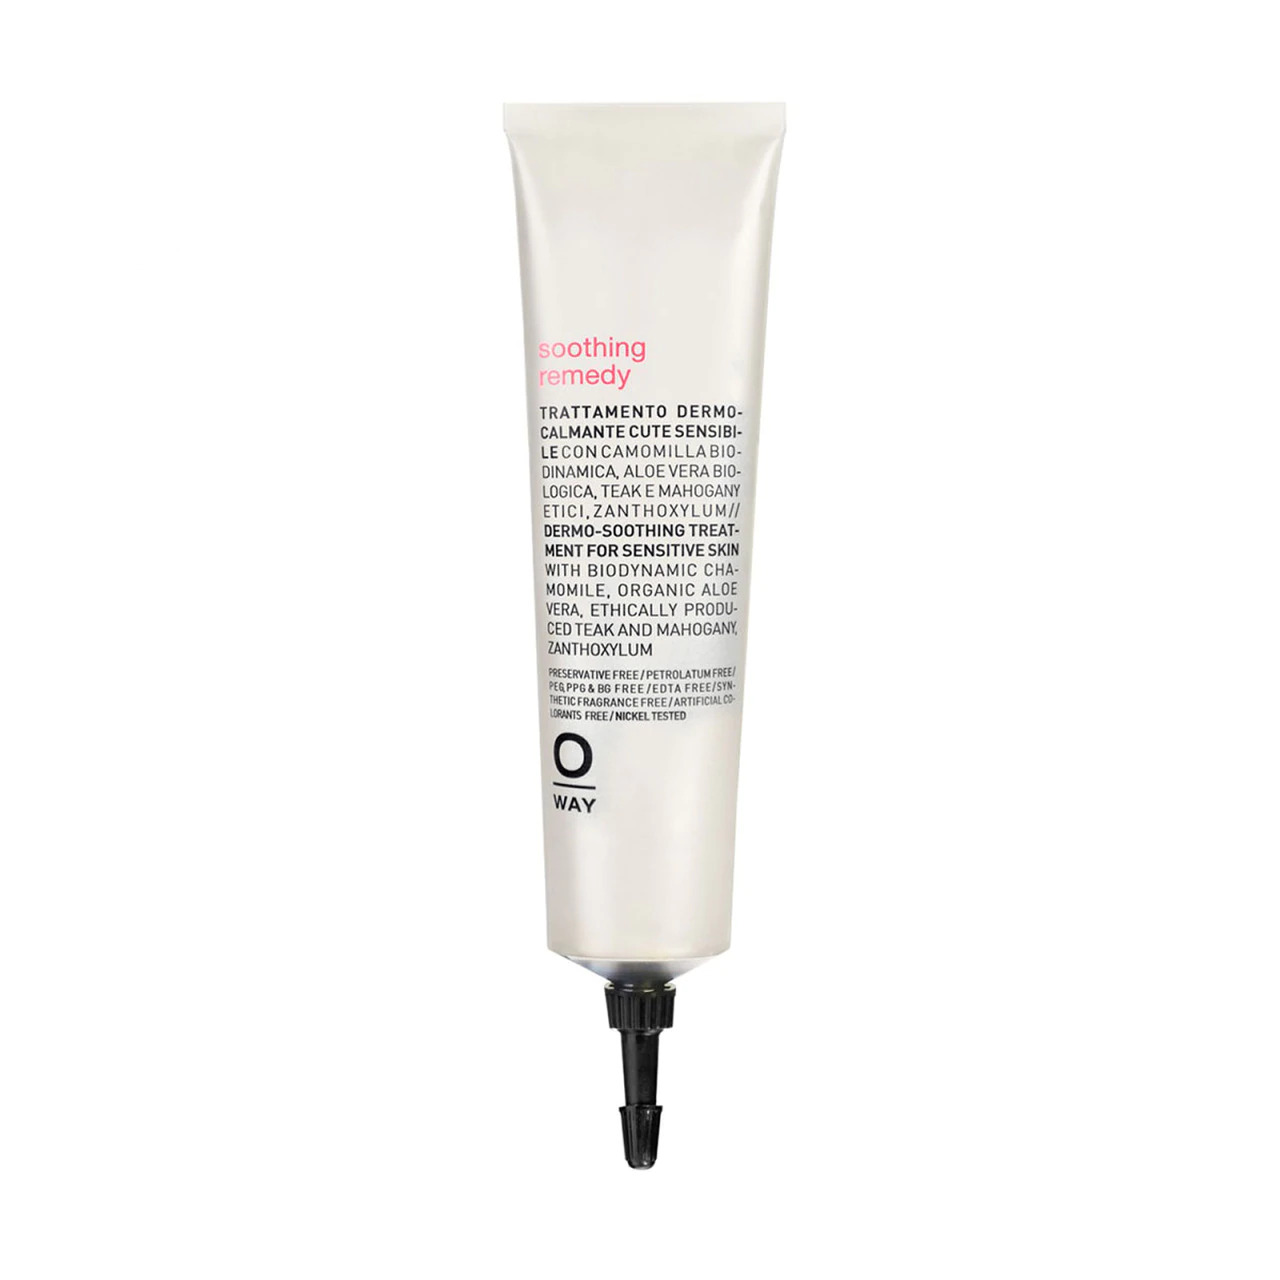 soothing
remedy
TRATTAMENTO DERMO-
CALMANTE CUTE SENSIBI-
LE CON CAMOMILLA BIO-
DINAMICA, ALOE VERA BIO-
LOGICA, TEAK E MAHOGANY
ETICI, ZANTHOXYLUM//
DERMO-SOOTHING TREAT-
MENT FOR SENSITIVE SKIN
WITH BIODYNAMIC CHA-
MOMILE, ORGANIC ALOE
VERA, ETHICALLY PRODU-
CED TEAK AND MAHOGANY,
ZANTHOXYLUM
PRESERVATIVE FREE/PETROLATUM FREE/
PEG, PPG & BG FREE/EDTA FREE/SYN-
THETIC FRAGRANCE FREE/ARTIFICIAL CO-
LORANTS FREE/NICKEL TESTED
O
WAY